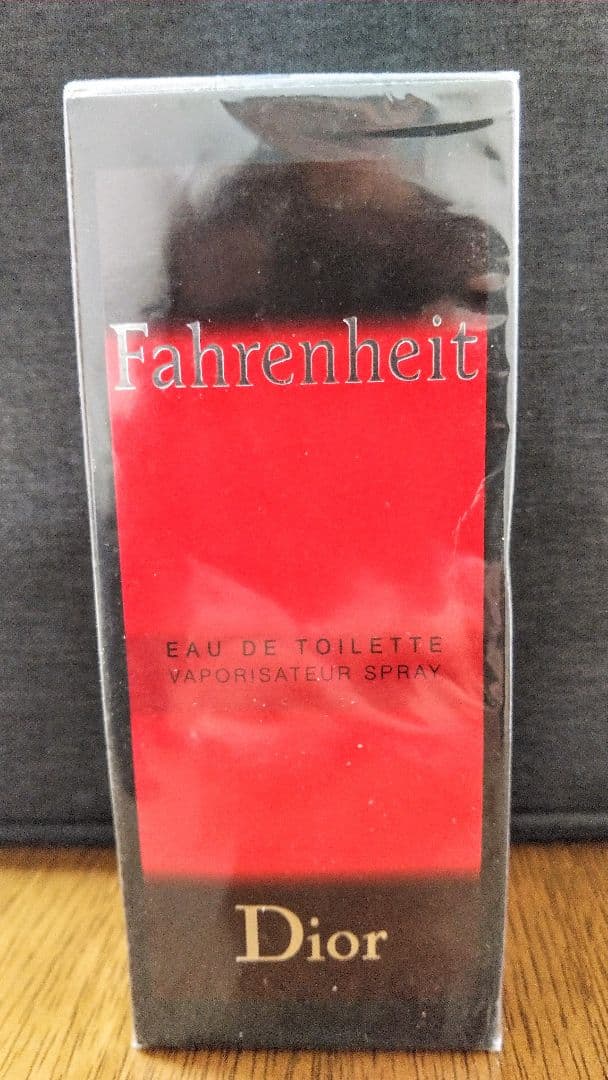 Fahrenheit
EAU DE TOILETTE
VAPORISATEUR SPRAY
Dior